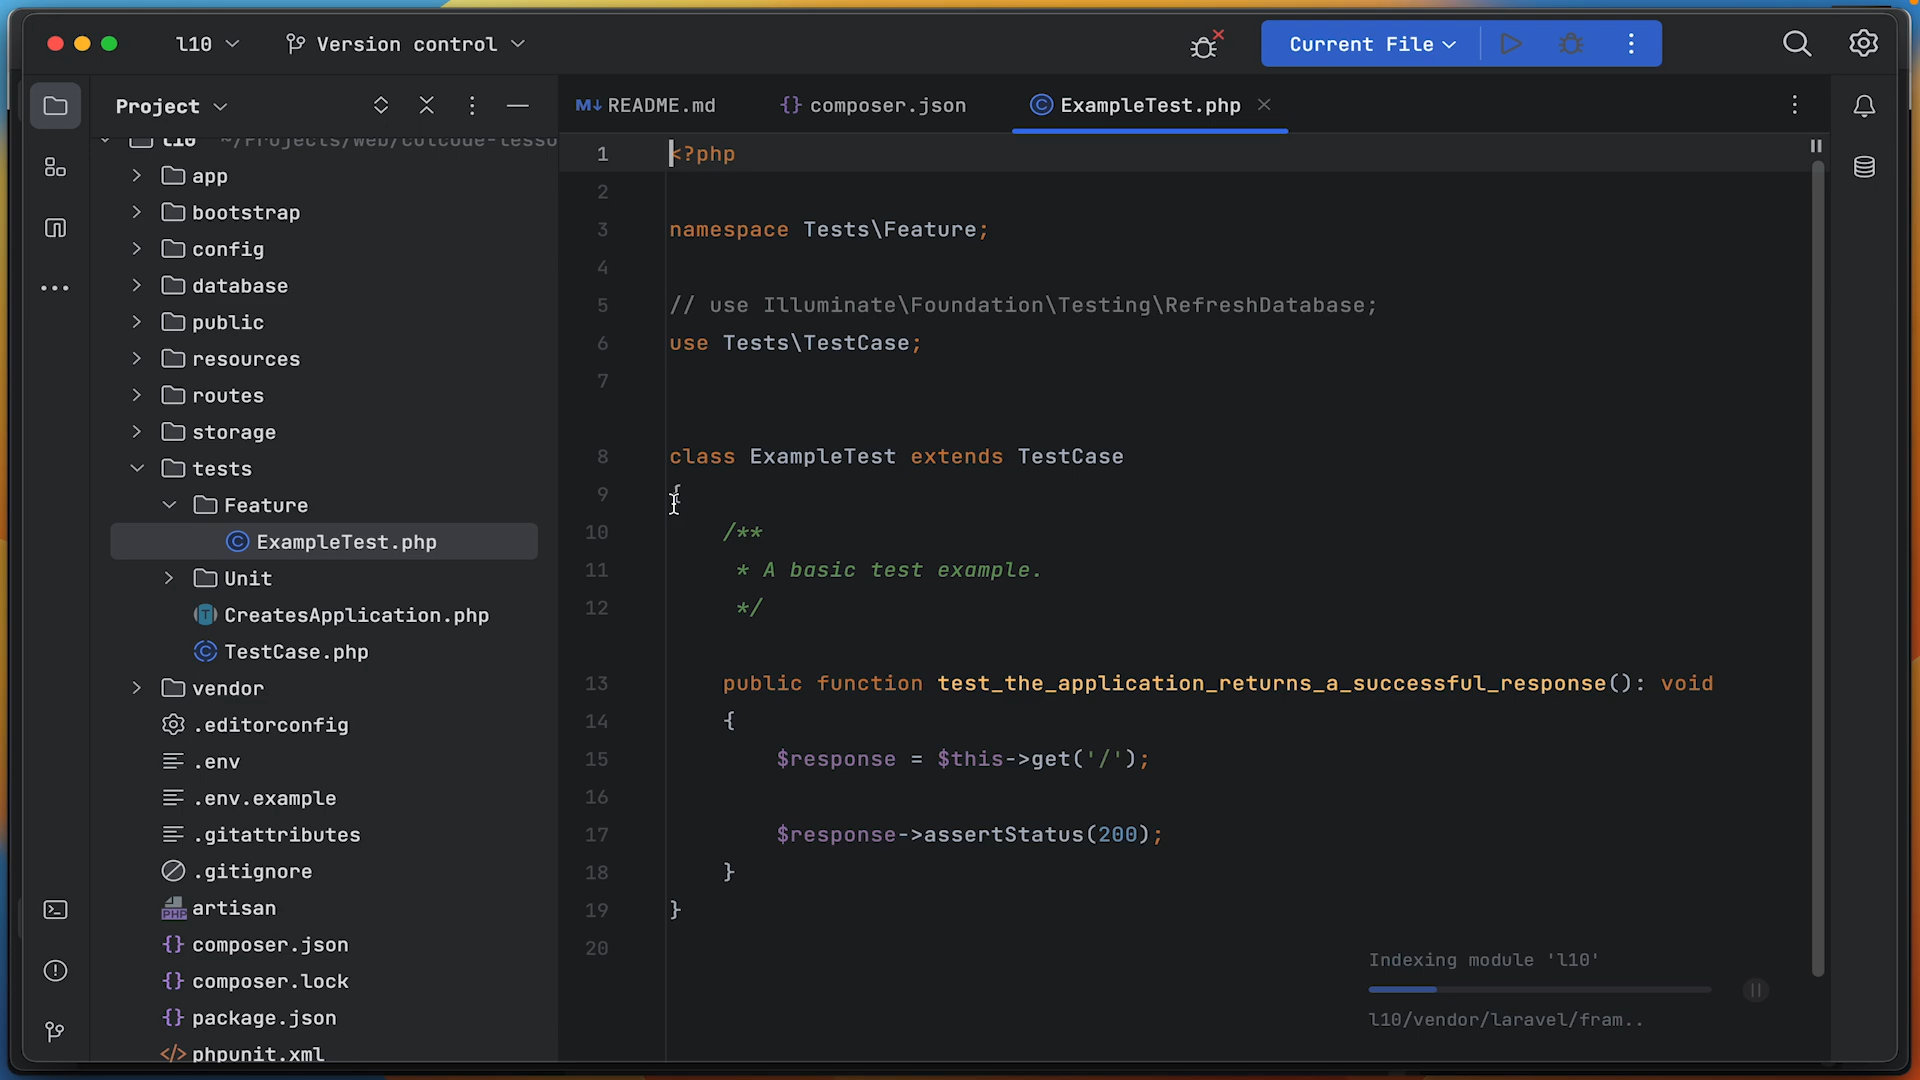 l10
Version control
Current File
Project
README.md
composer.json
ExampleTest.php
l10 ~/Projects/Web/cutcode-lesso
app
bootstrap
config
database
public
resources
routes
storage
tests
Feature
ExampleTest.php
Unit
CreatesApplication.php
TestCase.php
vendor
.editorconfig
.env
.env.example
.gitattributes
.gitignore
artisan
composer.json
composer.lock
package.json
phpunit.xml
1 <?php
2
3 namespace Tests\Feature;
4
5 // use Illuminate\Foundation\Testing\RefreshDatabase;
6 use Tests\TestCase;
7
8 class ExampleTest extends TestCase
9 {
10 /**
11 * A basic test example.
12 */
13 public function test_the_application_returns_a_successful_response(): void
14 {
15 $response = $this->get('/');
16
17 $response->assertStatus(200);
18 }
19 }
20
Indexing module 'l10'
l10/vendor/laravel/fram..